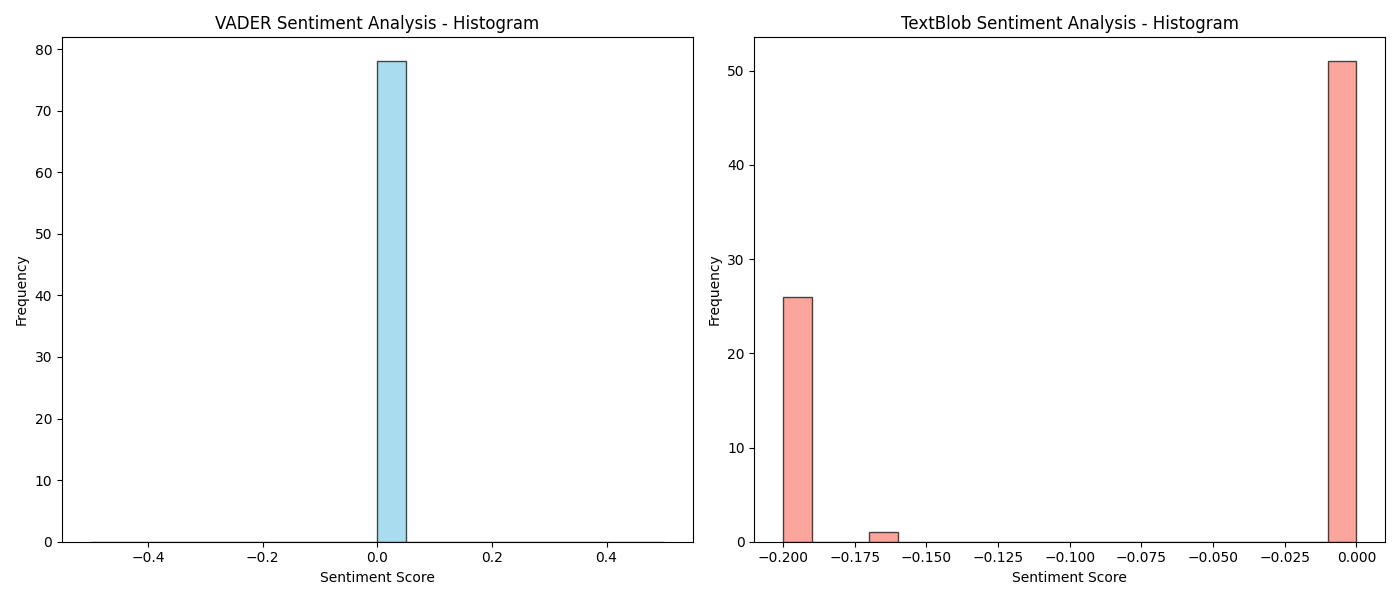 VADER Sentiment Analysis - Histogram
80
70
60
50
40
30
20
10
0
Frequency
−0.4 −0.2 0.0 0.2 0.4
Sentiment Score
TextBlob Sentiment Analysis - Histogram
50
40
30
20
10
0
Frequency
−0.200 −0.175 −0.150 −0.125 −0.100 −0.075 −0.050 −0.025 0.000
Sentiment Score